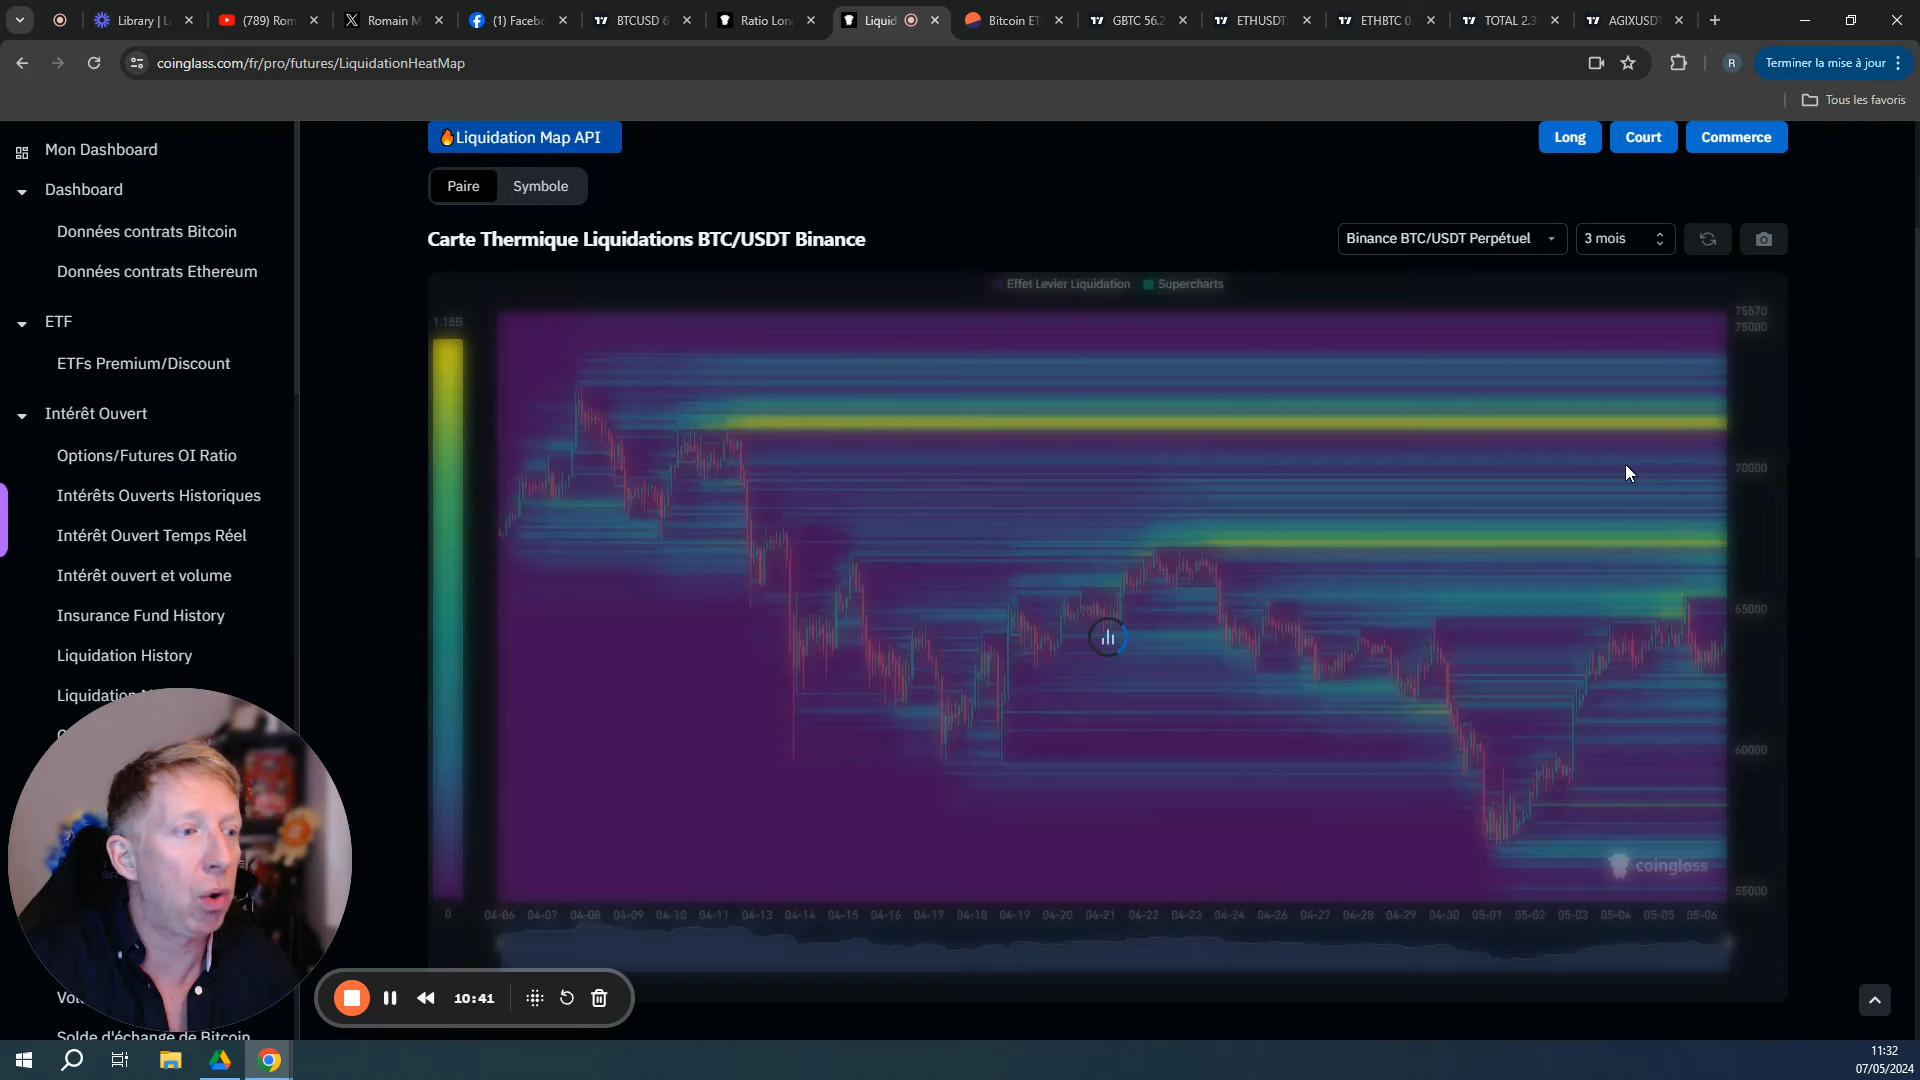 Library | L
(789) Rom
Romain M
(1) Facebo
BTCUSD 6
Ratio Lon
Liquid
Bitcoin ET
GBTC 56.2
ETHUSDT
ETHBTC 0.
TOTAL 2.3
AGIXUSDT
coinglass.com/fr/pro/futures/LiquidationHeatMap
R
Terminer la mise à jour
Tous les favoris
Mon Dashboard
Dashboard
Données contrats Bitcoin
Données contrats Ethereum
ETF
ETFs Premium/Discount
Intérêt Ouvert
Options/Futures OI Ratio
Intérêts Ouverts Historiques
Intérêt Ouvert Temps Réel
Intérêt ouvert et volume
Insurance Fund History
Liquidation History
Liquidation
Solde d'échange de Bitcoin
🔥Liquidation Map API
Long
Court
Commerce
Paire
Symbole
Carte Thermique Liquidations BTC/USDT Binance
Binance BTC/USDT Perpétuel
3 mois
Effet Levier Liquidation
Supercharts
1.15B
0
75570
75000
70000
65000
60000
55000
coinglass
04-06 04-07 04-08 04-09 04-10 04-11 04-13 04-14 04-15 04-16 04-17 04-18 04-19 04-20 04-21 04-22 04-23 04-24 04-26 04-27 04-28 04-29 04-30 05-01 05-02 05-03 05-04 05-05 05-06
10:41
11:32
07/05/2024